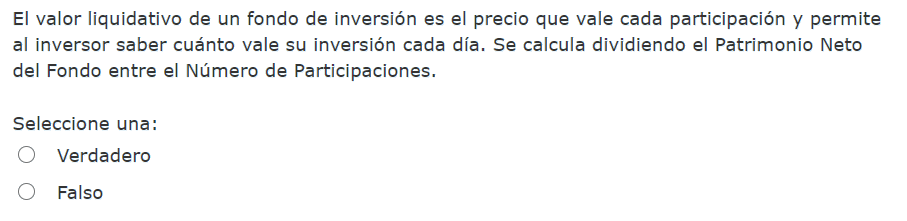 El valor liquidativo de un fondo de inversión es el precio que vale cada participación y permite
al inversor saber cuánto vale su inversión cada día. Se calcula dividiendo el Patrimonio Neto
del Fondo entre el Número de Participaciones.
Seleccione una:
Verdadero
Falso